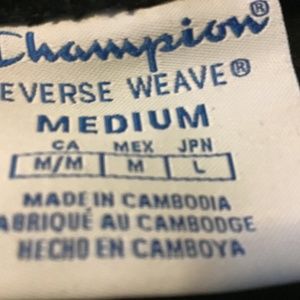 Champion®
EVERSE WEAVE®
MEDIUM
CA MEX JPN
M/M M L
MADE IN CAMBODIA
ABRIQUÉ AU CAMBODGE
HECHO EN CAMBOYA